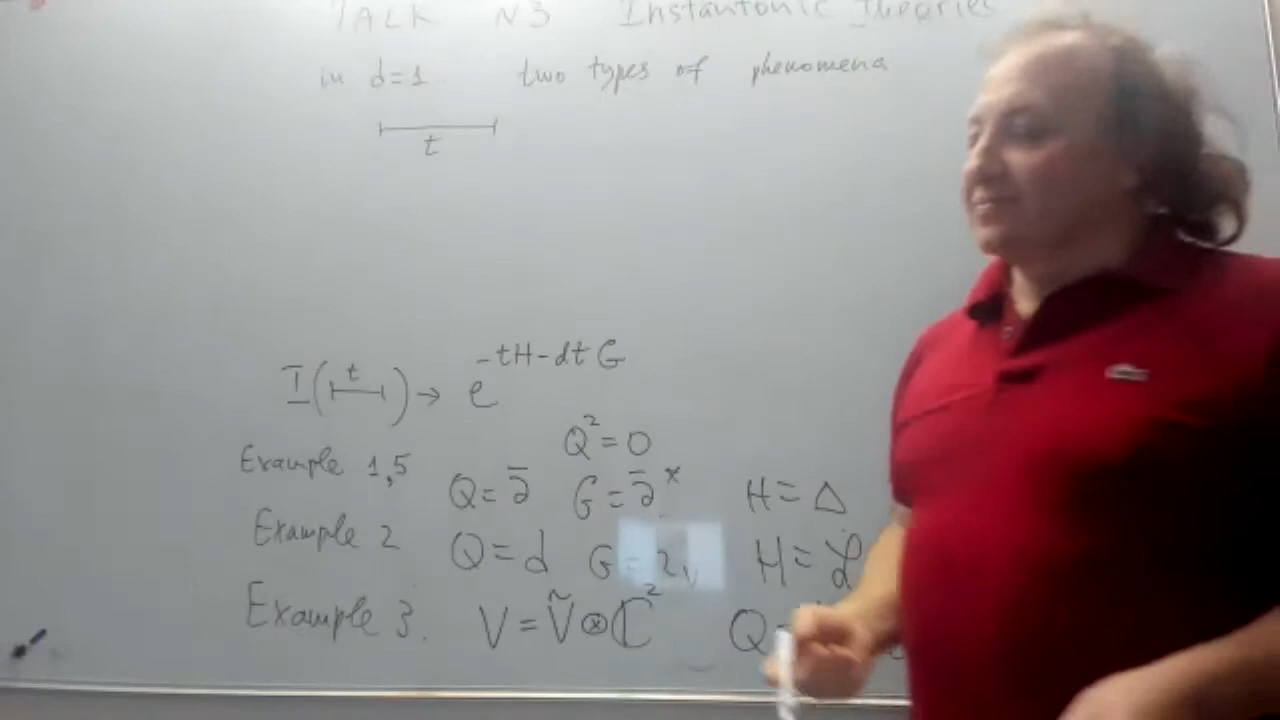 TALK N3 Instantonic Theories
in d=1 two types of phenomena
t
I(t) → e^{-tH-dtG}
Q² = 0
Example 1,5 Q = ∂̄ G = ∂̄* H = Δ
Example 2 Q = d G = ι_v H = ℒ
Example 3. V = Ṽ ⊗ ℂ² Q =